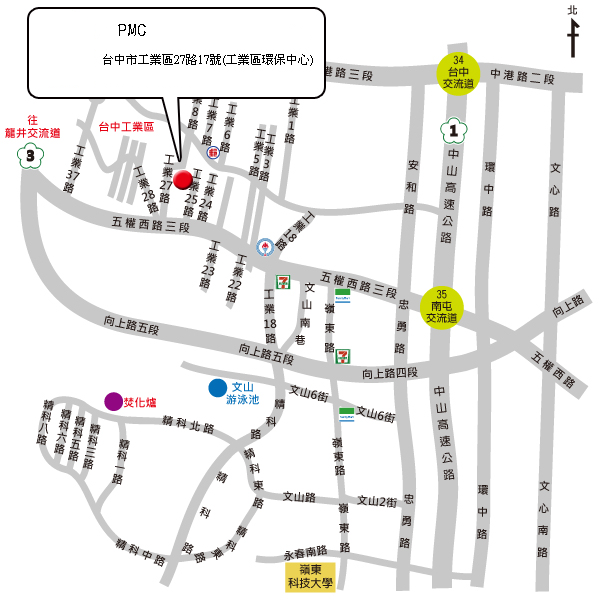 北
PMC
台中市工業區27路17號(工業區環保中心)
港路三段
34
台中
交流道
中港路二段
往
龍井交流道
3
台中工業區
工業37路
工業28路
工業27路
工業25路
工業24路
工業8路
工業7路
工業6路
工業5路
工業3路
工業1路
1
中山高速公路
安和路
環中路
文心路
五權西路三段
工業18路
工業23路
工業22路
工業18路
7
文山南巷
嶺東路
五權西路三段
FamilyMart
忠勇路
35
南屯
交流道
向上路
向上路五段
向上路五段
7
向上路四段
五權西路
焚化爐
文山
游泳池
文山6街
文山6街
FamilyMart
中山高速公路
精科八路
精科六路
精科五路
精科三路
精科一路
精科北路
精科路
精科東路
嶺東路
精科路
文山路
文山2街
嶺東路
忠勇路
環中路
文心南路
精科中路
精科東路
永春南路
嶺東
科技大學